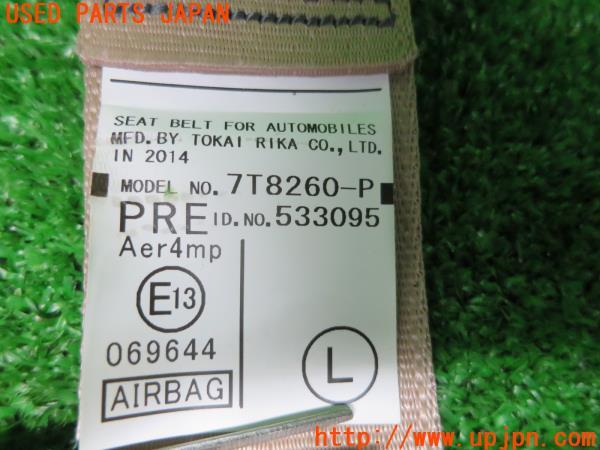 USED PARTS JAPAN
SEAT BELT FOR AUTOMOBILES
MFD. BY TOKAI RIKA CO., LTD.
IN 2014
MODEL NO. 7T8260-P
PRE ID. NO. 533095
Aer4mp
E13
069644
AIRBAG
L
http://www.upjpn.com